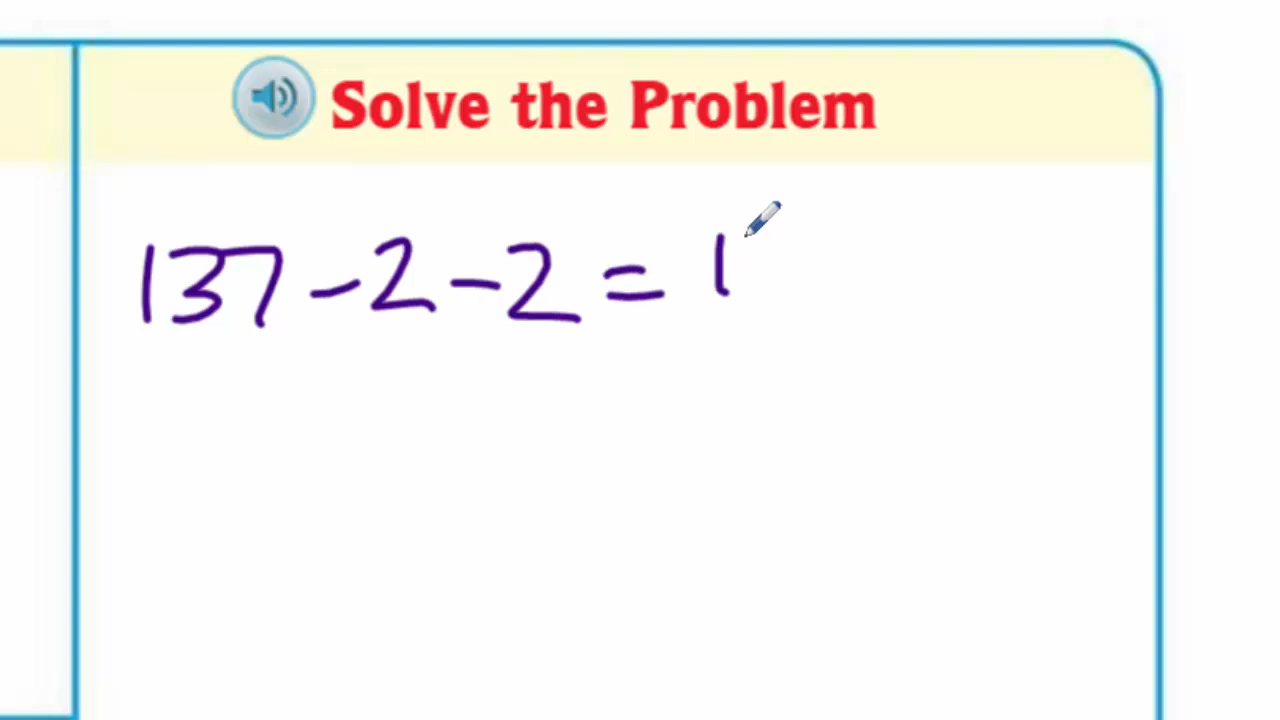 Solve the Problem
137 - 2 - 2 = 1